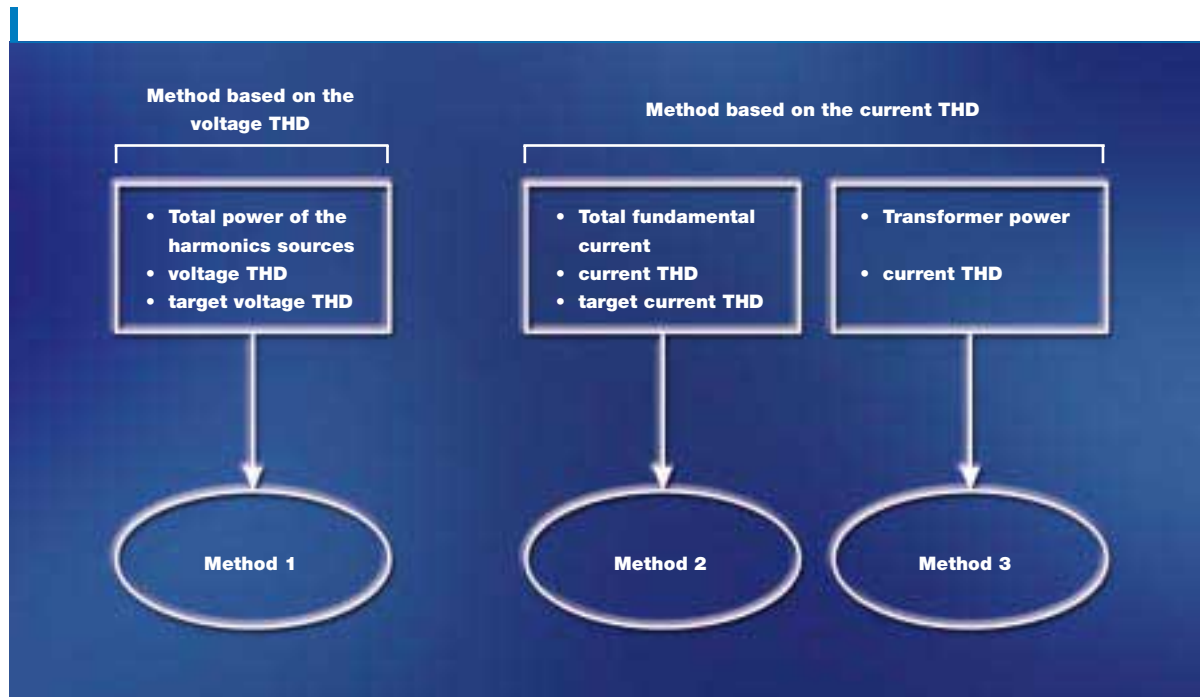 Method based on the
voltage THD
Method based on the current THD
• Total power of the
harmonics sources
• voltage THD
• target voltage THD
• Total fundamental
current
• current THD
• target current THD
• Transformer power
• current THD
Method 1
Method 2
Method 3